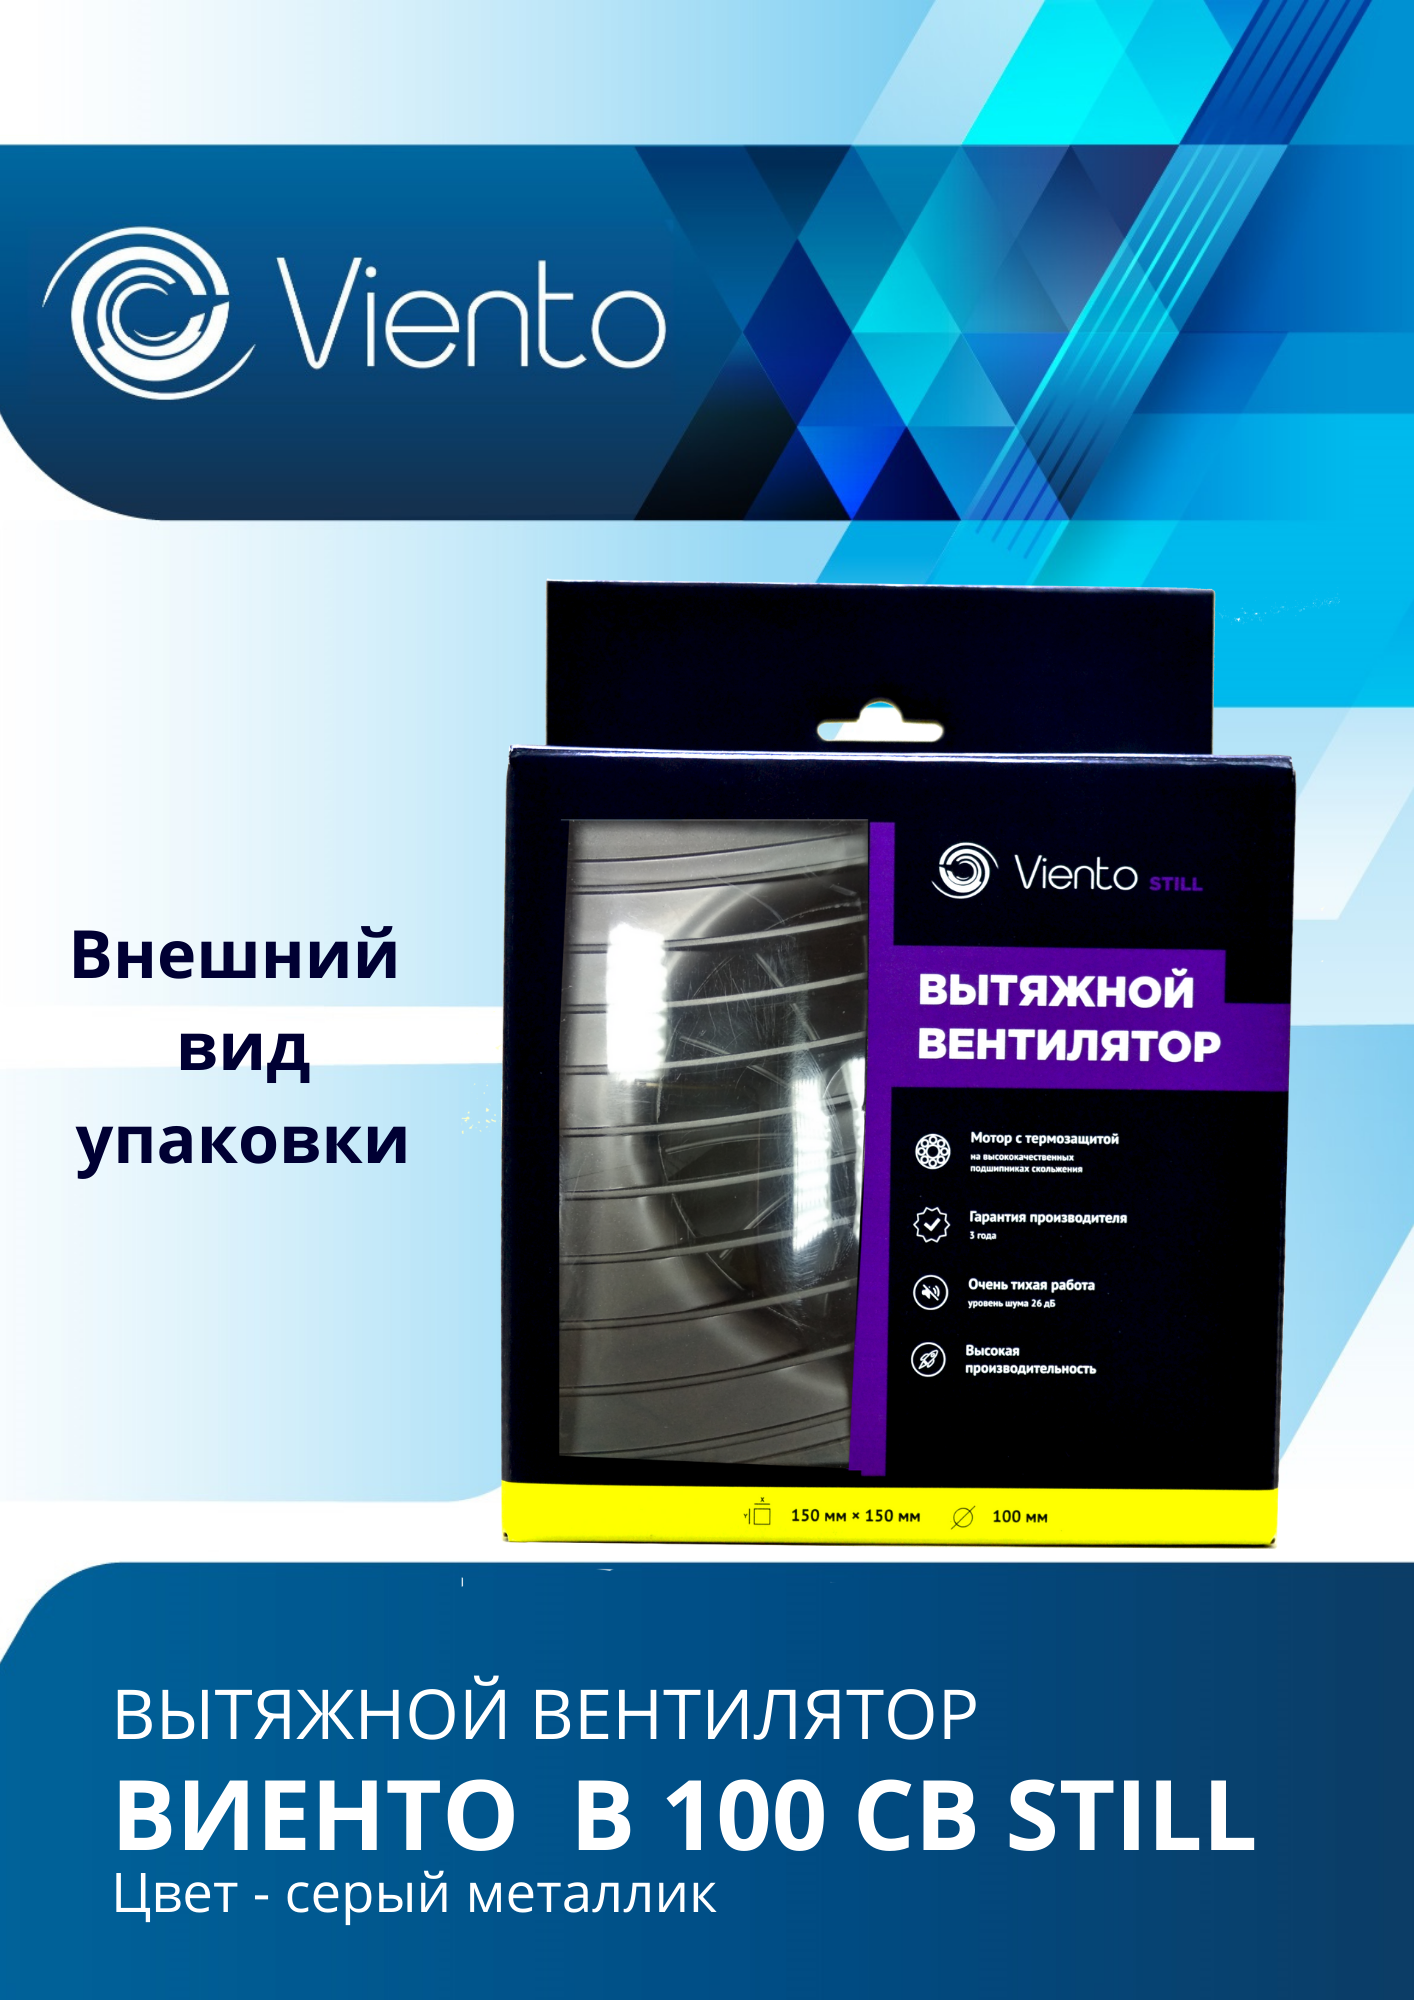 Viento
Внешний
вид
упаковки
Viento STILL
ВЫТЯЖНОЙ
ВЕНТИЛЯТОР
Мотор с термозащитой
на высококачественных
подшипниках скольжения
Гарантия производителя
3 года
Очень тихая работа
уровень шума 26 дБ
Высокая
производительность
x
Y 150 мм × 150 мм 100 мм
ВЫТЯЖНОЙ ВЕНТИЛЯТОР
ВИЕНТО В 100 СВ STILL
Цвет - серый металлик